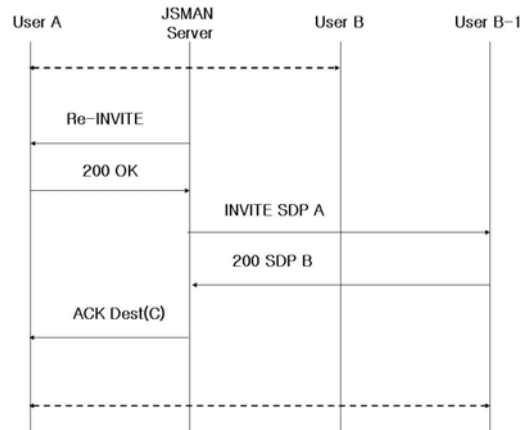 User A
JSMAN
Server
User B
User B-1
Re-INVITE
200 OK
INVITE SDP A
200 SDP B
ACK Dest(C)